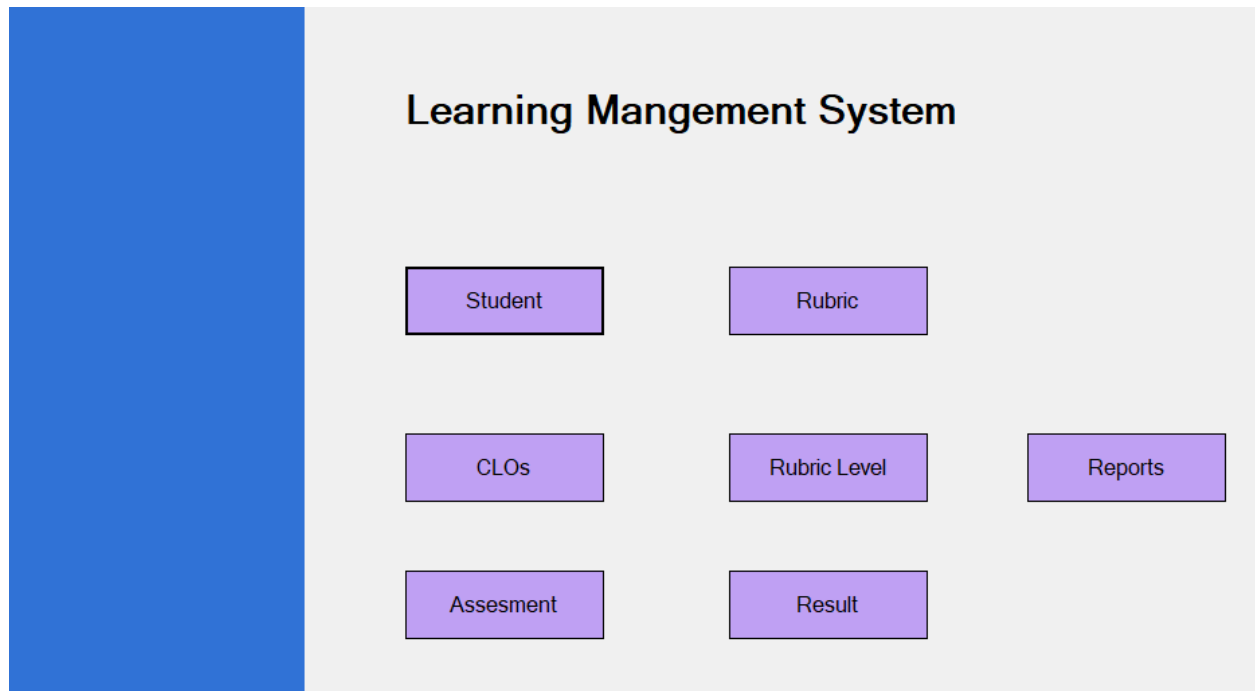 Learning Mangement System
Student
Rubric
CLOs
Rubric Level
Reports
Assesment
Result